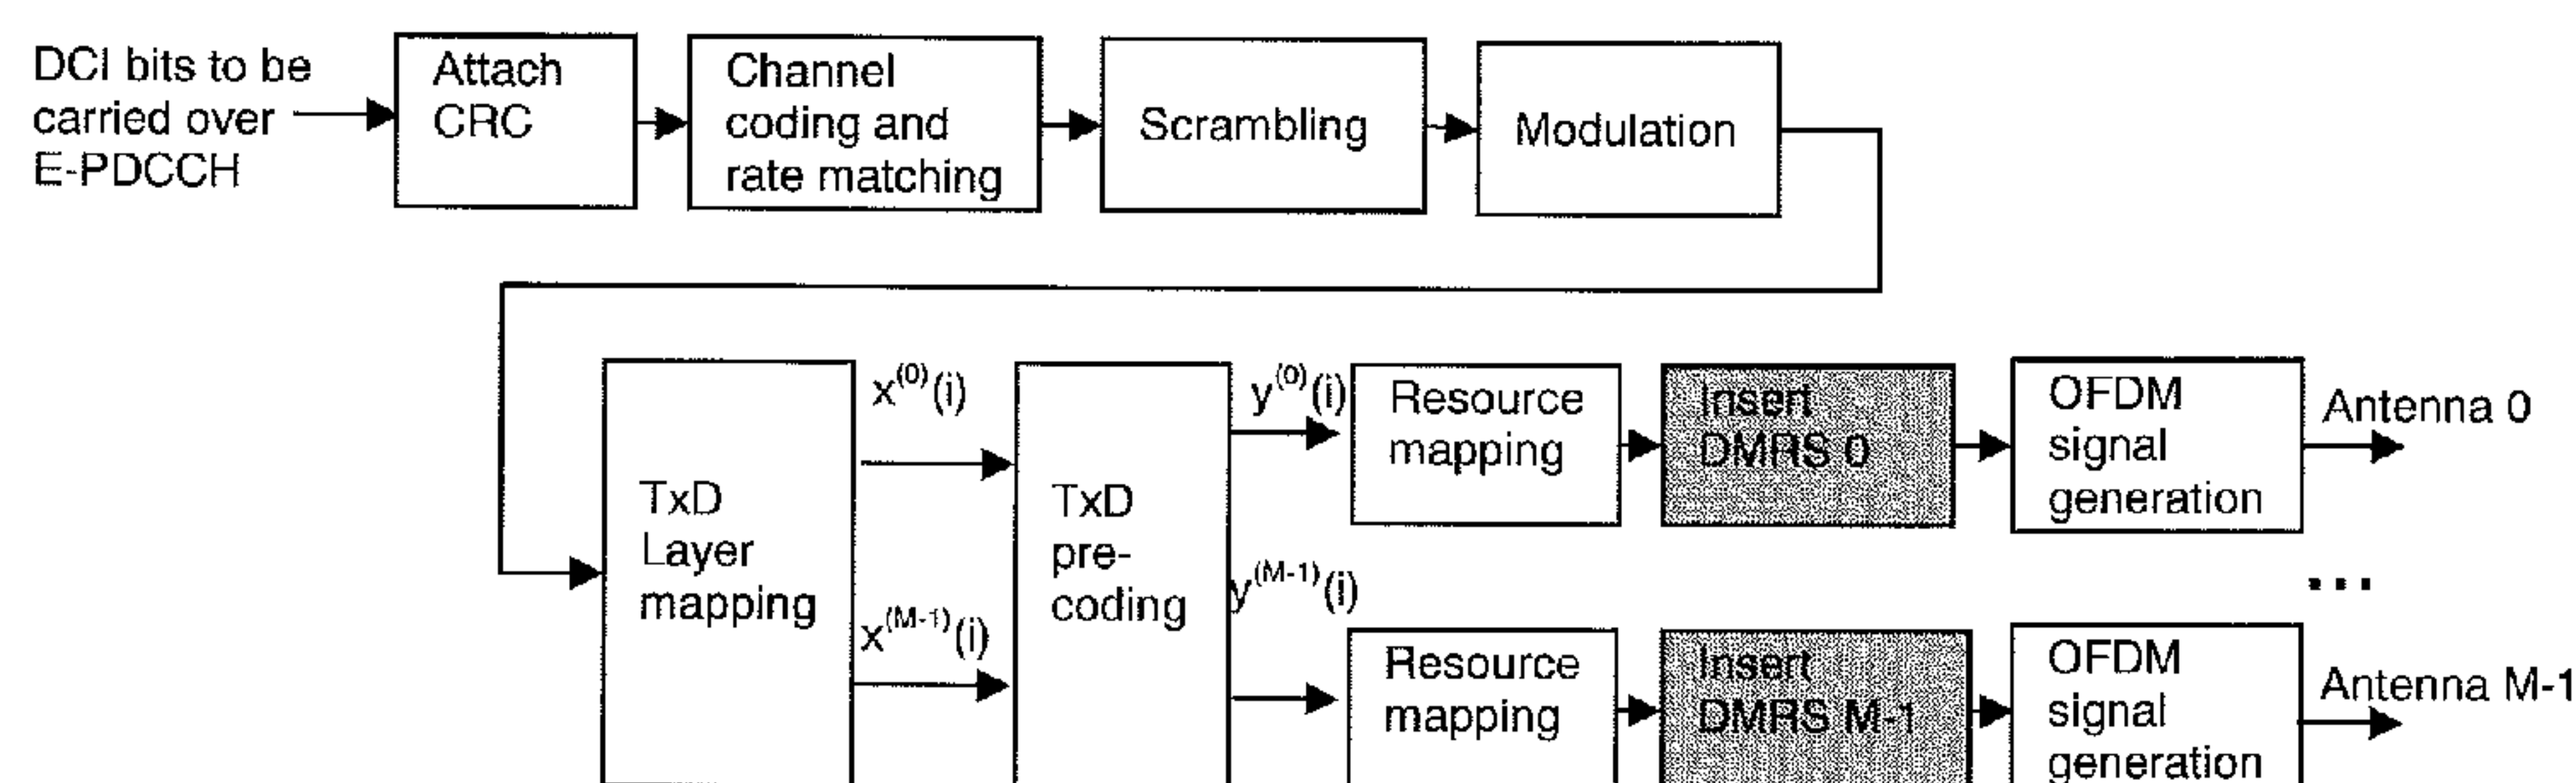 DCI bits to be
carried over
E-PDCCH
Attach
CRC
Channel
coding and
rate matching
Scrambling
Modulation
TxD
Layer
mapping
x^(0)(i)
x^(M-1)(i)
TxD
pre-
coding
y^(0)(i)
y^(M-1)(i)
Resource
mapping
Insert
DMRS 0
OFDM
signal
generation
Antenna 0
...
Resource
mapping
Insert
DMRS M-1
OFDM
signal
generation
Antenna M-1